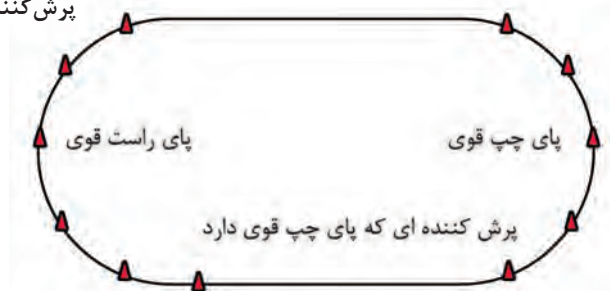 پای راست قوی
پای چپ قوی
پرش کننده ای که پای چپ قوی دارد